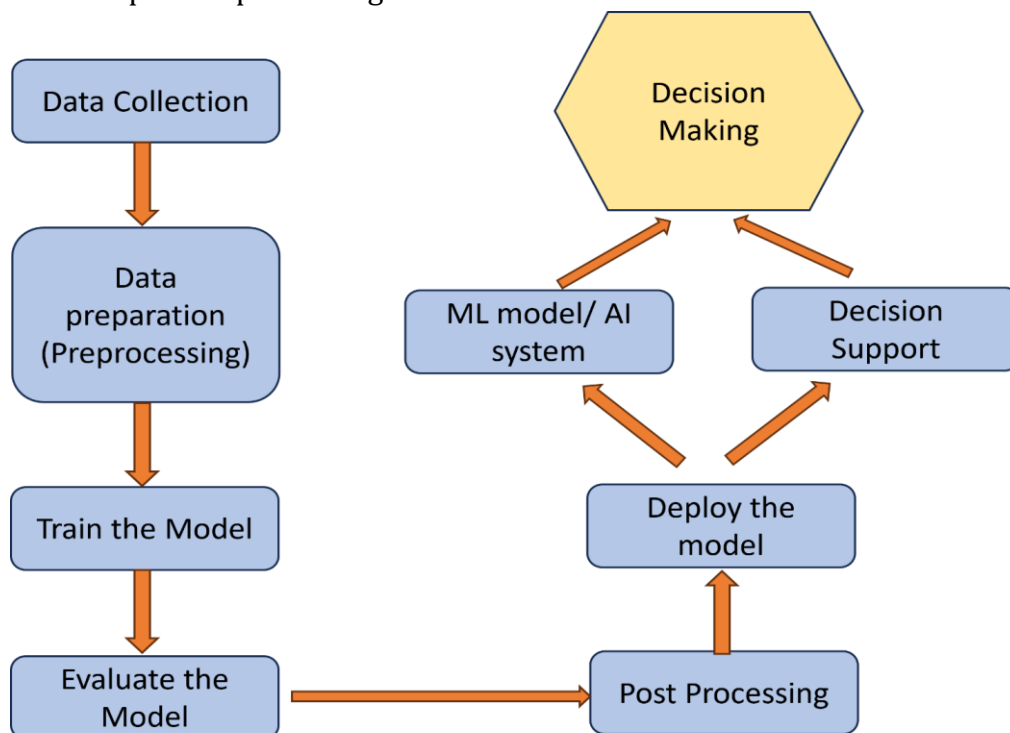 Data Collection
Data
preparation
(Preprocessing)
Train the Model
Evaluate the
Model
Post Processing
Deploy the
model
ML model/ AI
system
Decision
Support
Decision
Making